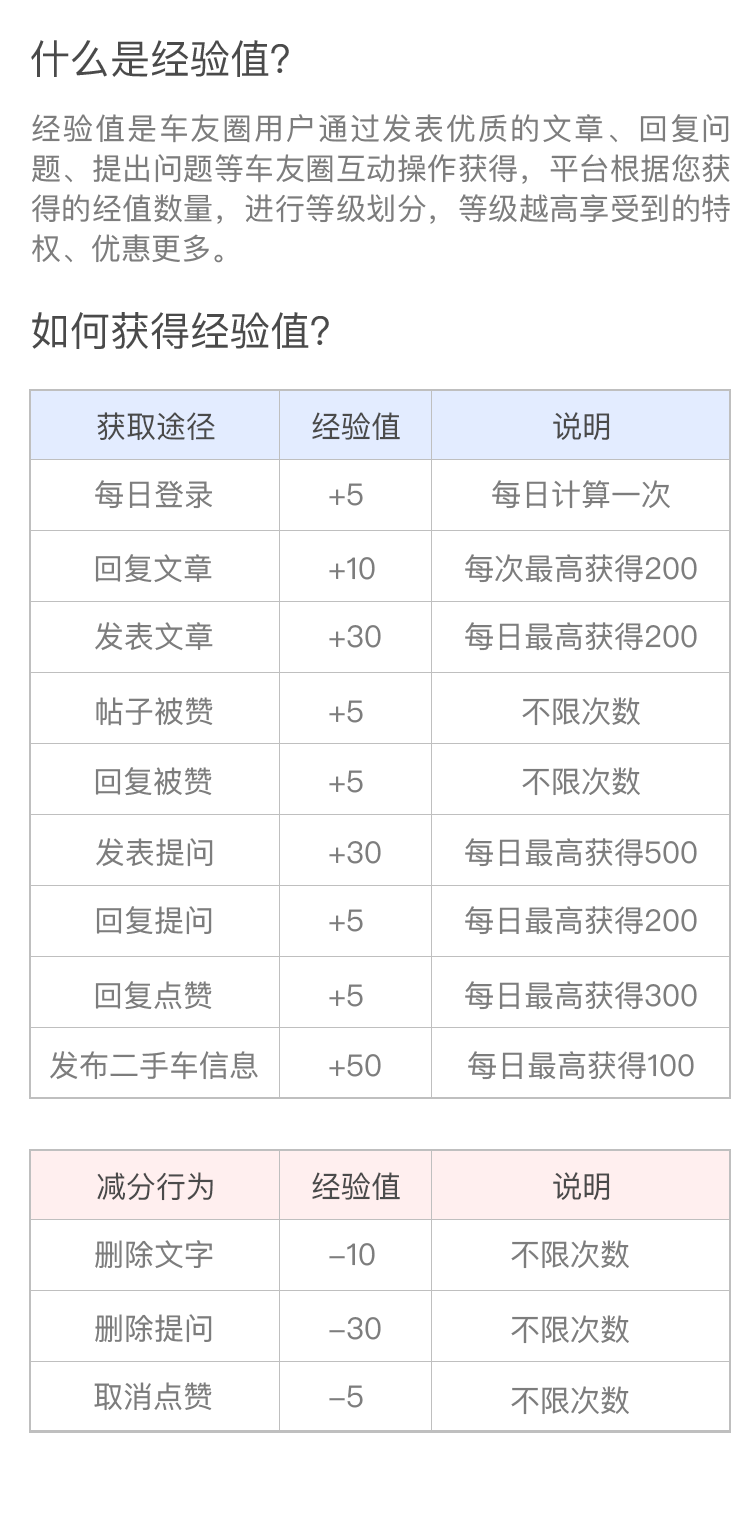 什么是经验值?
经验值是车友圈用户通过发表优质的文章、回复问
题、提出问题等车友圈互动操作获得，平台根据您获
得的经值数量，进行等级划分，等级越高享受到的特
权、优惠更多。
如何获得经验值?
获取途径 经验值 说明
每日登录 +5 每日计算一次
回复文章 +10 每次最高获得200
发表文章 +30 每日最高获得200
帖子被赞 +5 不限次数
回复被赞 +5 不限次数
发表提问 +30 每日最高获得500
回复提问 +5 每日最高获得200
回复点赞 +5 每日最高获得300
发布二手车信息 +50 每日最高获得100
减分行为 经验值 说明
删除文字 –10 不限次数
删除提问 –30 不限次数
取消点赞 –5 不限次数